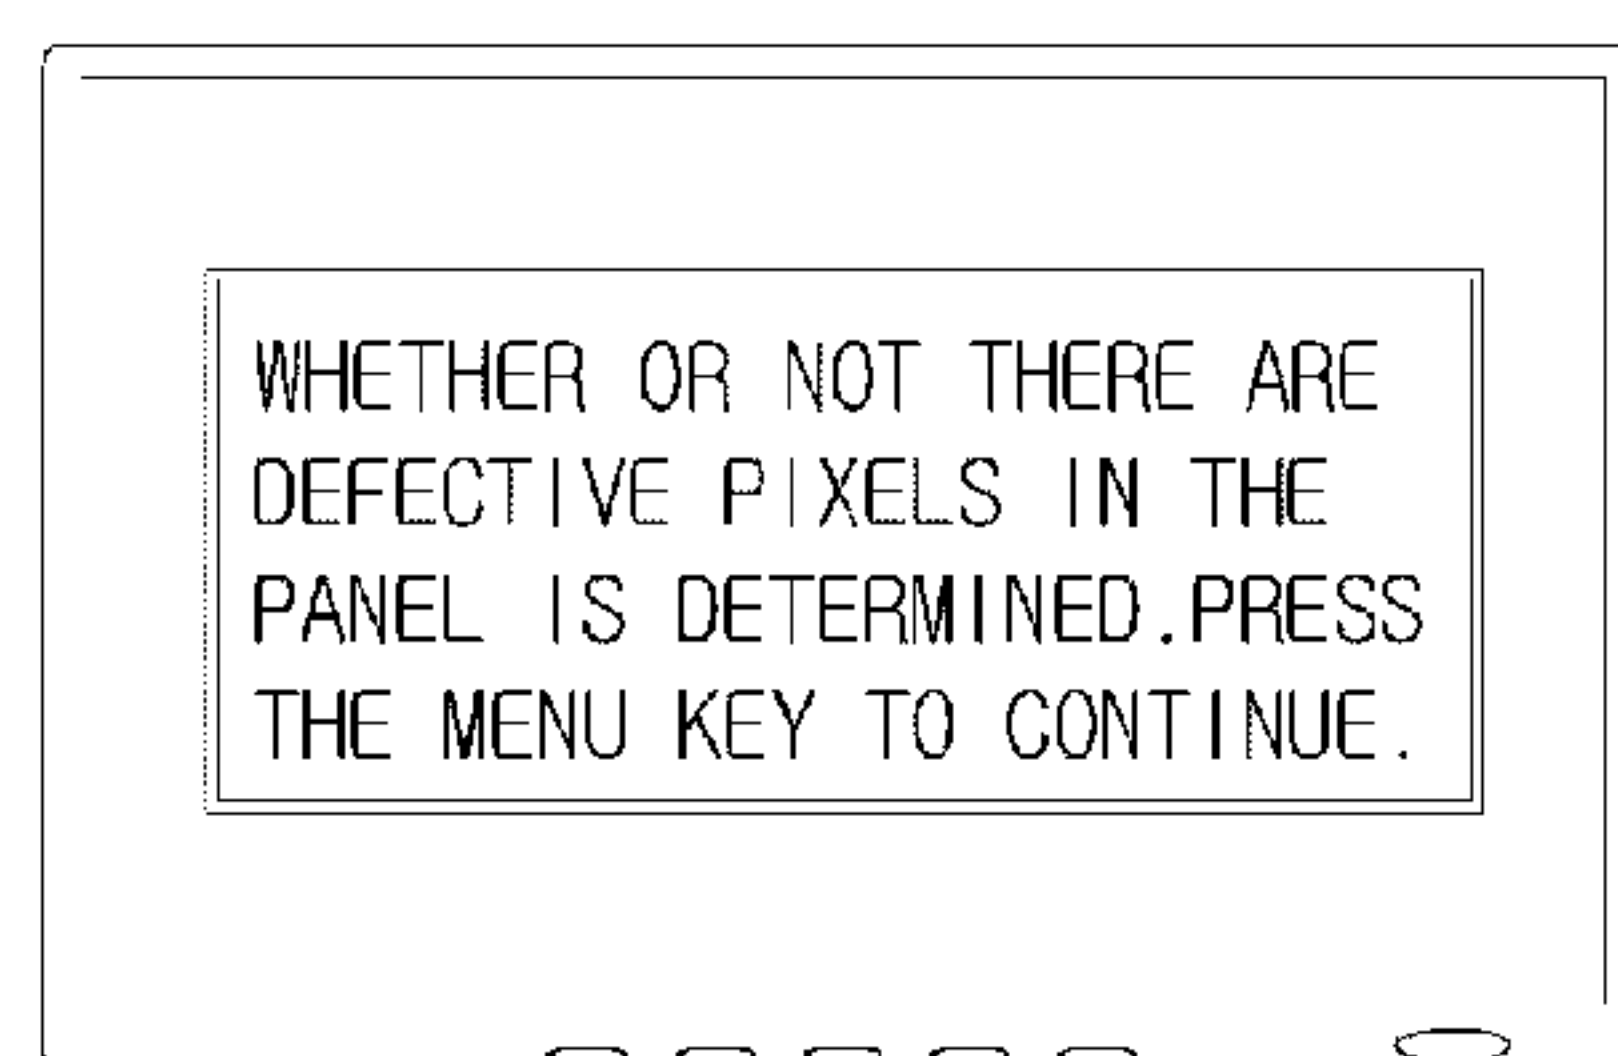 WHETHER OR NOT THERE ARE
DEFECTIVE PIXELS IN THE
PANEL IS DETERMINED.PRESS
THE MENU KEY TO CONTINUE.